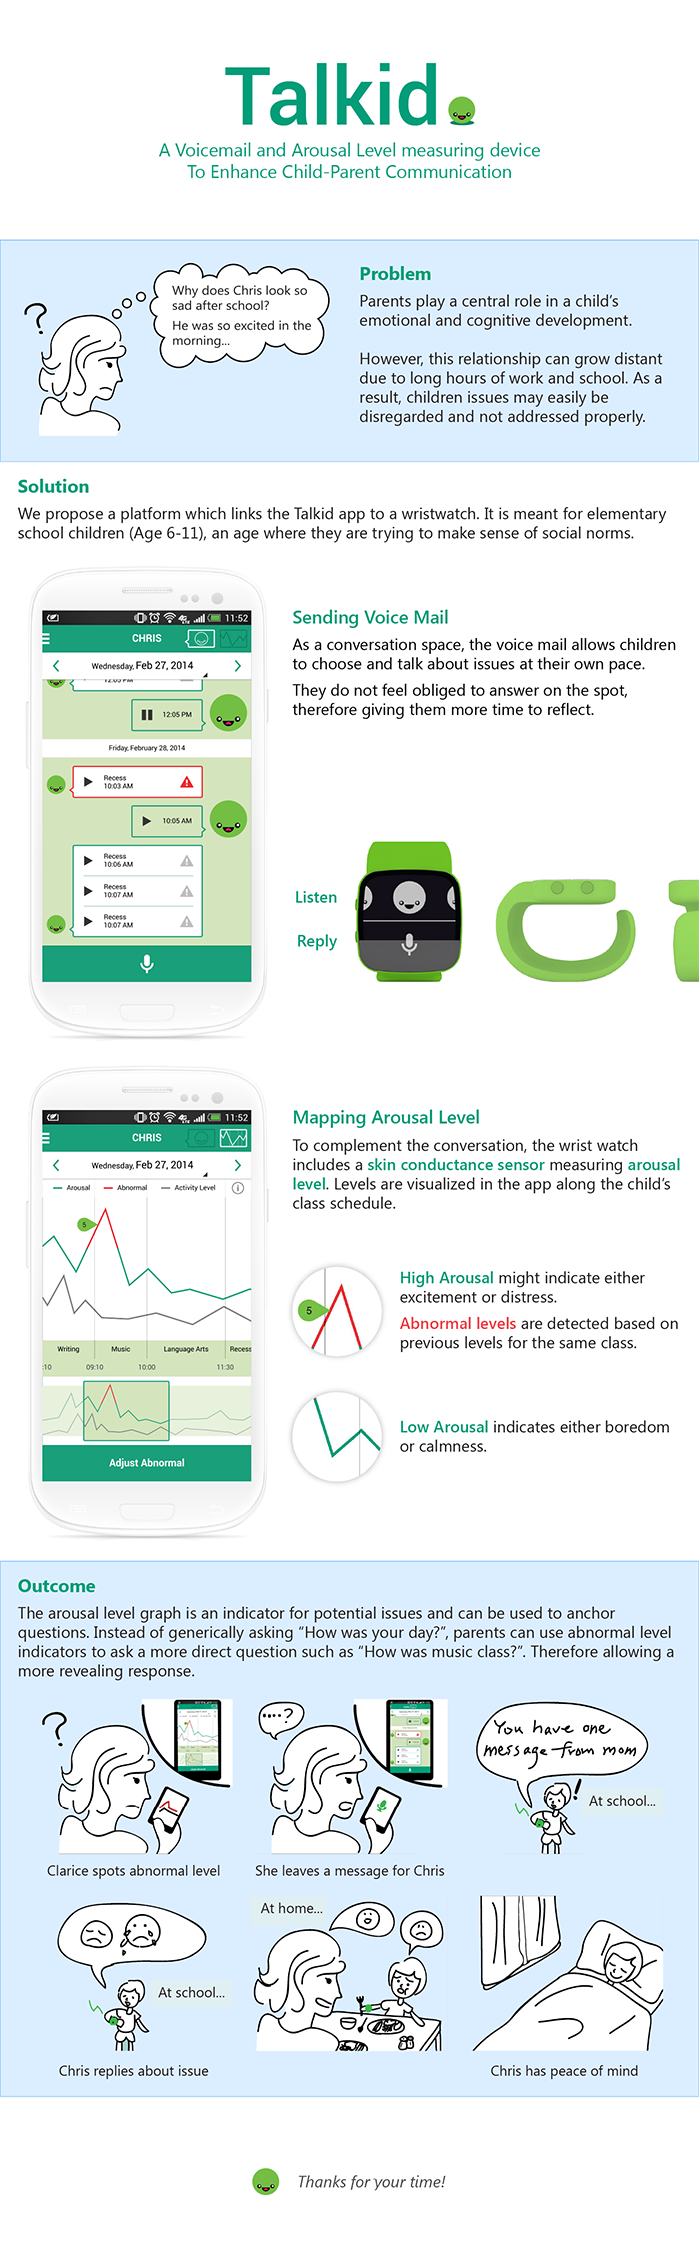 Talkid
A Voicemail and Arousal Level measuring device
To Enhance Child-Parent Communication
Why does Chris look so
sad after school?
He was so excited in the
morning...
?
Problem
Parents play a central role in a child's
emotional and cognitive development.
However, this relationship can grow distant
due to long hours of work and school. As a
result, children issues may easily be
disregarded and not addressed properly.
Solution
We propose a platform which links the Talkid app to a wristwatch. It is meant for elementary
school children (Age 6-11), an age where they are trying to make sense of social norms.
11:52
CHRIS
Wednesday, Feb 27, 2014
12:05 PM
12:05 PM
Friday, February 28, 2014
Recess
10:03 AM
10:05 AM
Recess
10:06 AM
Recess
10:07 AM
Recess
10:07 AM
Sending Voice Mail
As a conversation space, the voice mail allows children
to choose and talk about issues at their own pace.
They do not feel obliged to answer on the spot,
therefore giving them more time to reflect.
Listen
Reply
11:52
CHRIS
Wednesday, Feb 27, 2014
Arousal Abnormal Activity Level
5
Writing Music Language Arts Recess
:10 09:10 10:00 11:30
Adjust Abnormal
Mapping Arousal Level
To complement the conversation, the wrist watch
includes a skin conductance sensor measuring arousal
level. Levels are visualized in the app along the child's
class schedule.
5
High Arousal might indicate either
excitement or distress.
Abnormal levels are detected based on
previous levels for the same class.
Low Arousal indicates either boredom
or calmness.
Outcome
The arousal level graph is an indicator for potential issues and can be used to anchor
questions. Instead of generically asking "How was your day?", parents can use abnormal level
indicators to ask a more direct question such as "How was music class?". Therefore allowing a
more revealing response.
?
....?
You have one
message from mom
!
At school...
Clarice spots abnormal level
She leaves a message for Chris
At school...
At home...
Chris replies about issue
Chris has peace of mind
Thanks for your time!